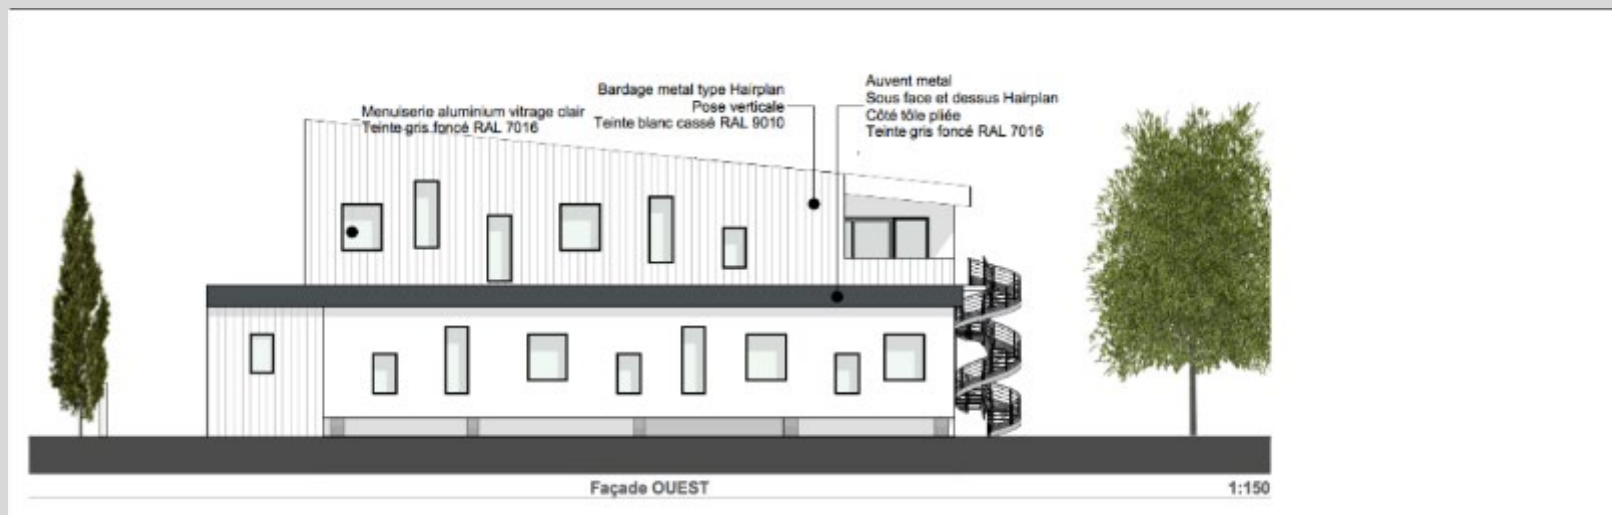 Menuiserie aluminium vitrage clair
Teinte gris foncé RAL 7016
Bardage metal type Hairplan
Pose verticale
Teinte blanc cassé RAL 9010
Auvent metal
Sous face et dessus Hairplan
Côté tôle pliée
Teinte gris foncé RAL 7016
Façade OUEST
1:150